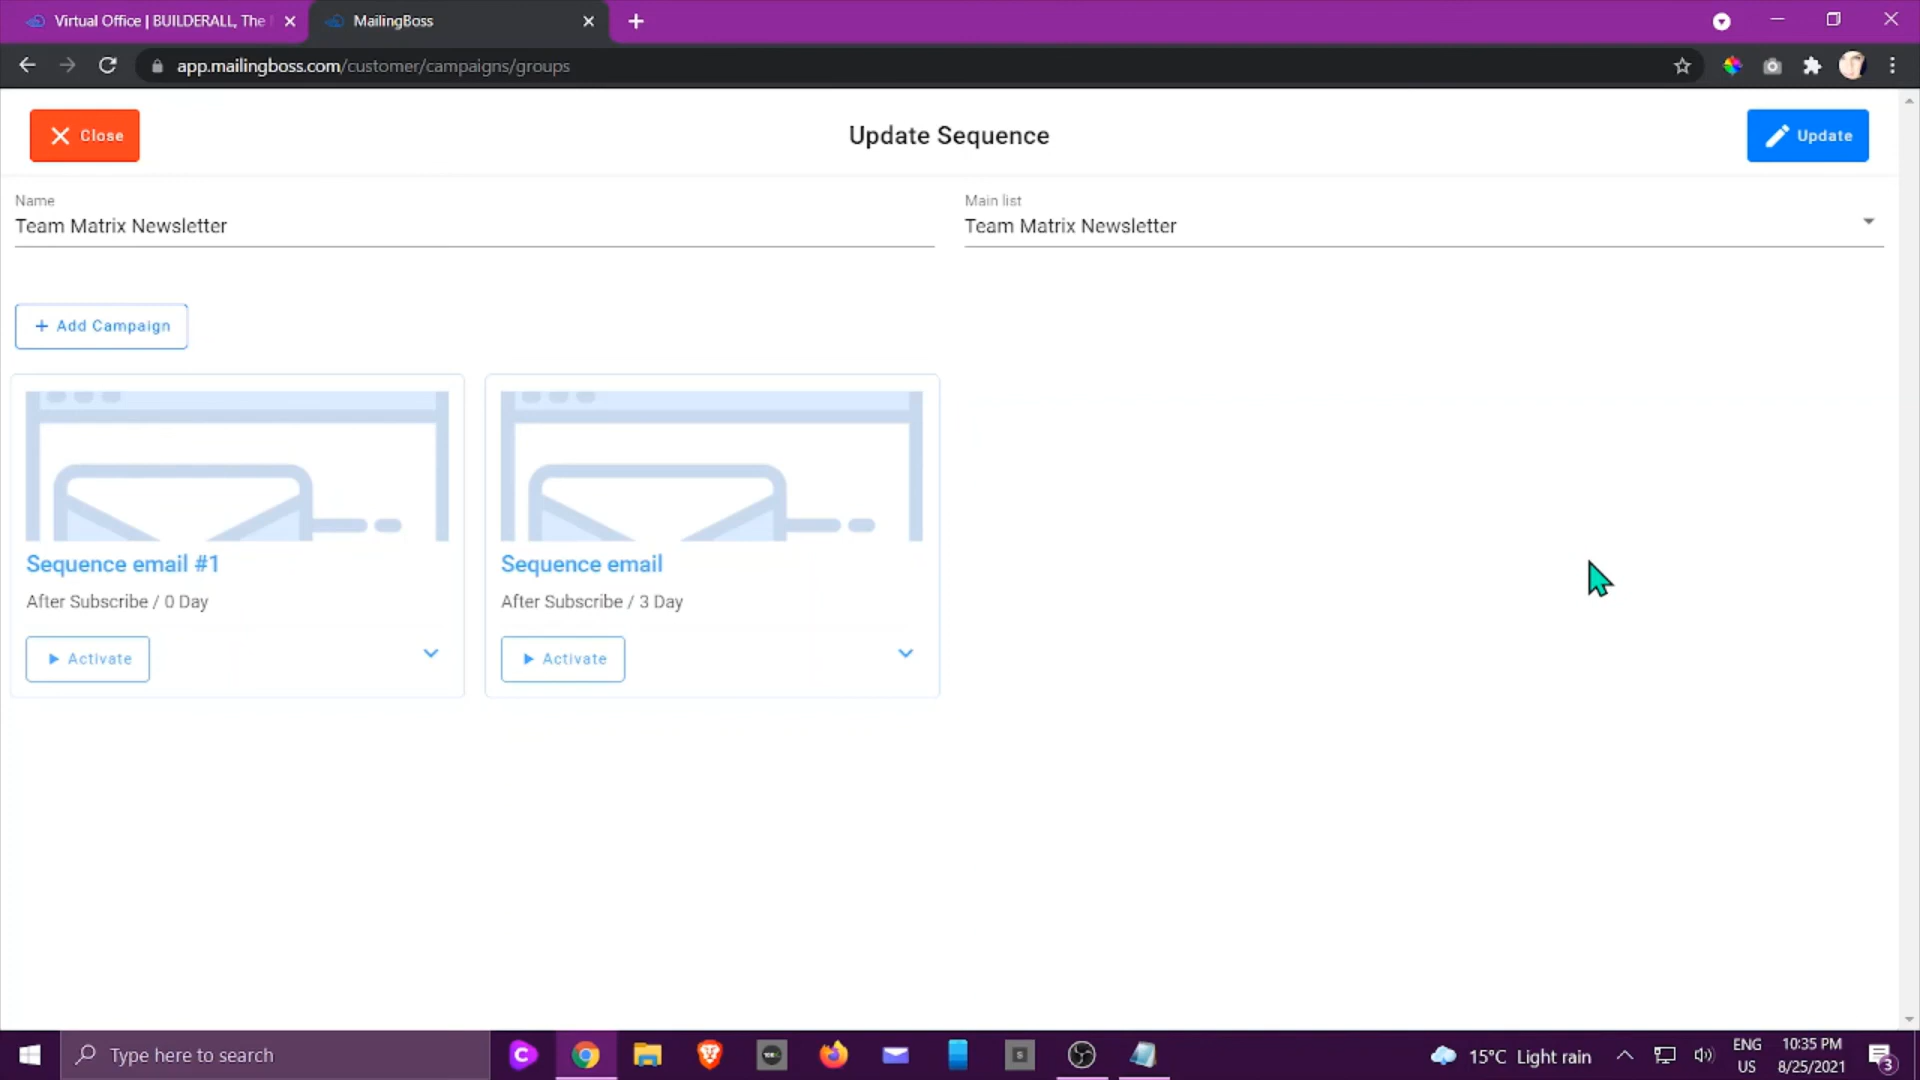 Virtual Office | BUILDERALL, The
MailingBoss
app.mailingboss.com/customer/campaigns/groups
Close
Update Sequence
Update
Name
Team Matrix Newsletter
Main list
Team Matrix Newsletter
+ Add Campaign
Sequence email #1
After Subscribe / 0 Day
Activate
Sequence email
After Subscribe / 3 Day
Activate
Type here to search
15°C Light rain
ENG
US
10:35 PM
8/25/2021
3